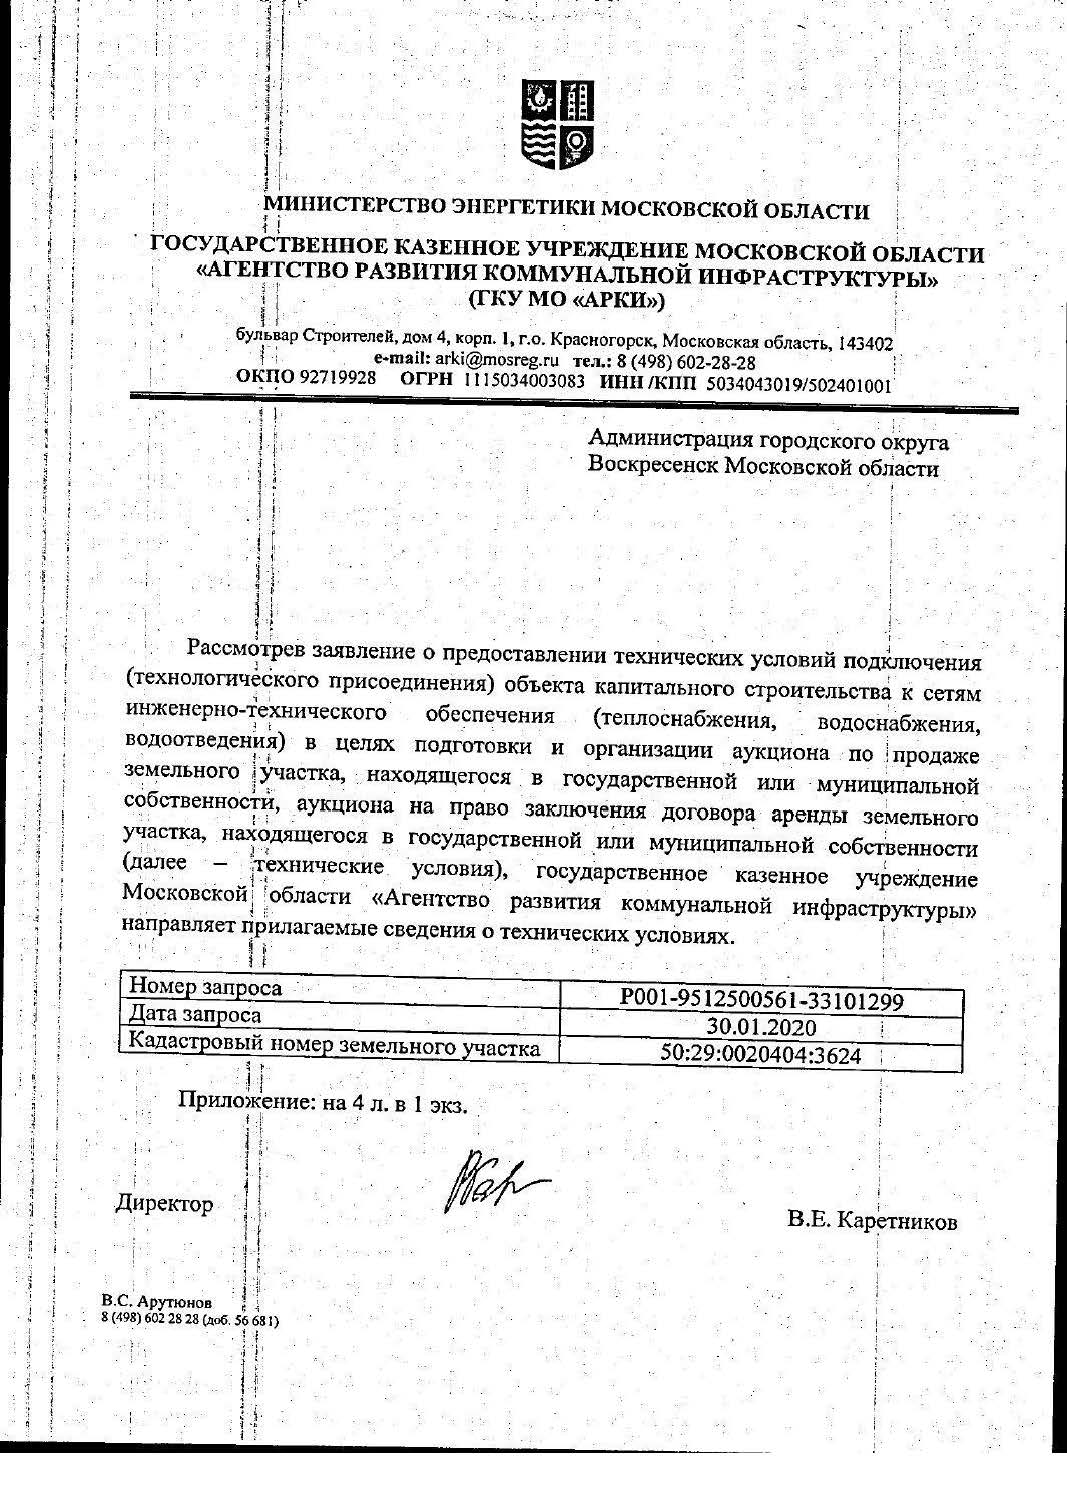 МИНИСТЕРСТВО ЭНЕРГЕТИКИ МОСКОВСКОЙ ОБЛАСТИ
ГОСУДАРСТВЕННОЕ КАЗЕННОЕ УЧРЕЖДЕНИЕ МОСКОВСКОЙ ОБЛАСТИ
«АГЕНТСТВО РАЗВИТИЯ КОММУНАЛЬНОЙ ИНФРАСТРУКТУРЫ»
(ГКУ МО «АРКИ»)
бульвар Строителей, дом 4, корп. 1, г.о. Красногорск, Московская область, 143402
e-mail: arki@mosreg.ru тел.: 8 (498) 602-28-28
ОКПО 92719928 ОГРН 1115034003083 ИНН /КПП 5034043019/502401001
Администрация городского округа
Воскресенск Московской области
Рассмотрев заявление о предоставлении технических условий подключения
(технологического присоединения) объекта капитального строительства к сетям
инженерно-технического обеспечения (теплоснабжения, водоснабжения,
водоотведения) в целях подготовки и организации аукциона по продаже
земельного участка, находящегося в государственной или муниципальной
собственности, аукциона на право заключения договора аренды земельного
участка, находящегося в государственной или муниципальной собственности
(далее – технические условия), государственное казенное учреждение
Московской области «Агентство развития коммунальной инфраструктуры»
направляет прилагаемые сведения о технических условиях.
Номер запроса P001-9512500561-33101299
Дата запроса 30.01.2020
Кадастровый номер земельного участка 50:29:0020404:3624
Приложение: на 4 л. в 1 экз.
Директор
В.Е. Каретников
В.С. Арутюнов
8 (498) 602 28 28 (доб. 56 681)